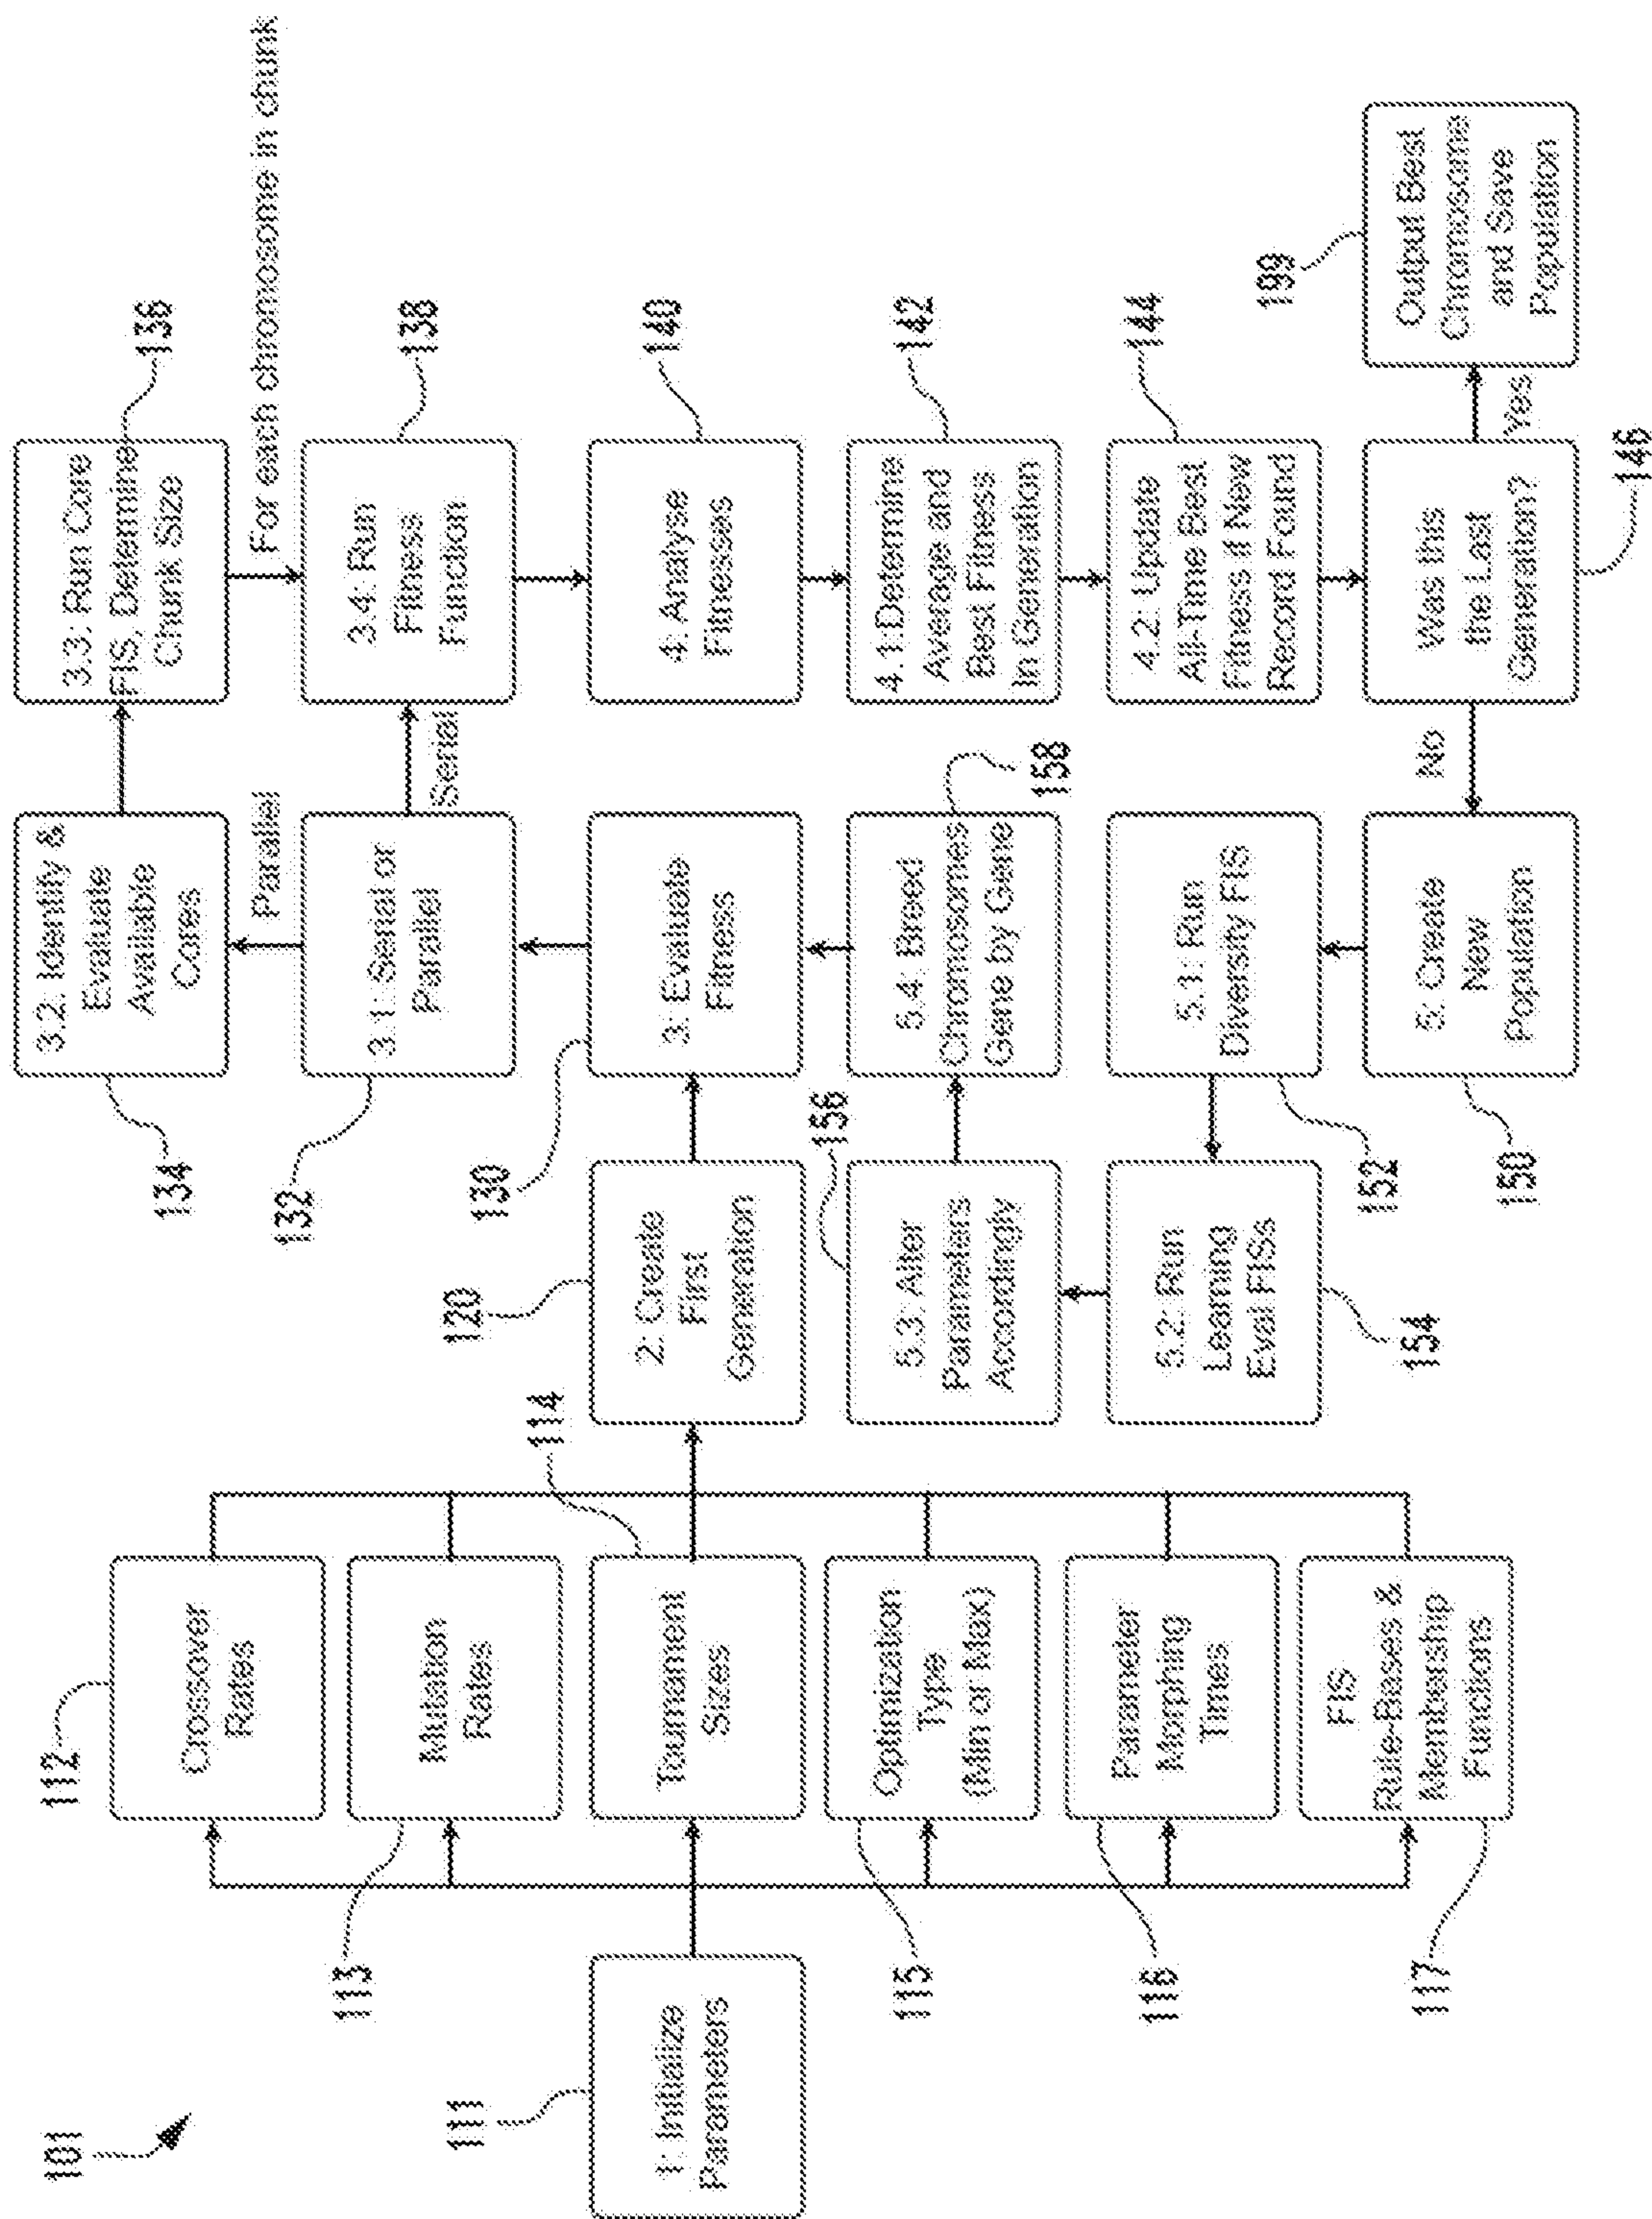 101
111
1: Initialize
Parameters
112
Crossover
Rates
113
Mutation
Rates
114
Tournament
Sizes
115
Optimization
Type
(Min or Max)
116
Parameter
Morphing
Times
117
FIS
Rule-Bases &
Membership
Functions
120
2: Create
First
Generation
130
3: Evaluate
Fitness
132
3.1: Serial or
Parallel
Parallel
Serial
134
3.2: Identify &
Evaluate
Available
Cores
136
3.3: Run Core
FIS, Determine
Chunk Size
For each chromosome in chunk
138
3.4: Run
Fitness
Function
140
4: Analyse
Fitnesses
142
4.1:Determine
Average and
Best Fitness
In Generation
144
4.2: Update
All-Time Best
Fitness if New
Record Found
146
Was this
the Last
Generation?
Yes
No
199
Output Best
Chromosome
and Save
Population
150
5: Create
New
Population
152
5.1: Run
Diversity FIS
154
5.2: Run
Learning
Eval FISs
156
5.3: Alter
Parameters
Accordingly
158
5.4: Breed
Chromosomes
Gene by Gene